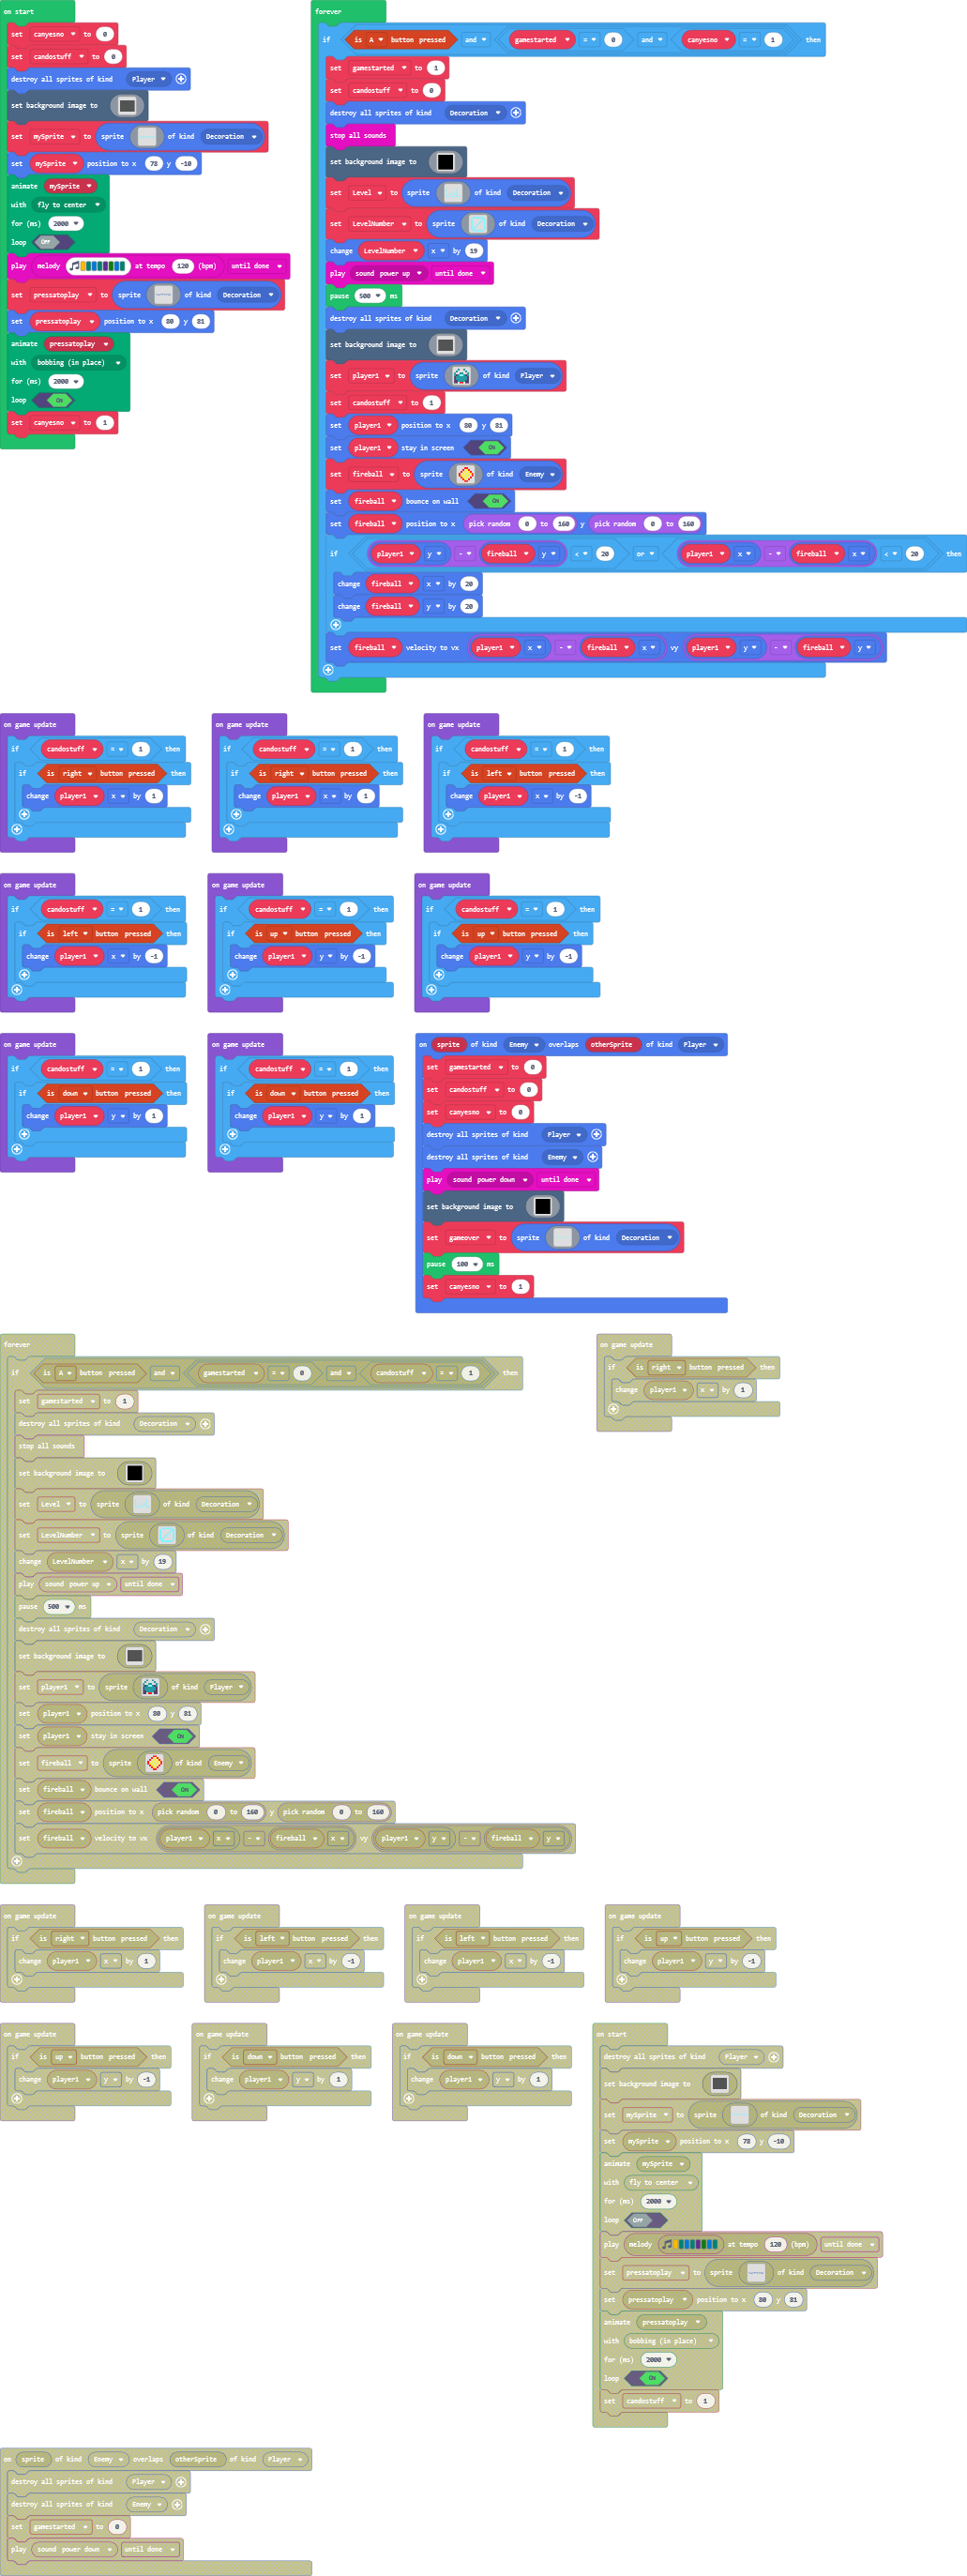 on start
set canyesno to 0
set candostuff to 0
destroy all sprites of kind Player
set background image to
set mySprite to sprite of kind Decoration
set mySprite position to x 78 y -10
animate mySprite
with fly to center
for (ms) 2000
loop OFF
play melody at tempo 120 (bpm) until done
set pressatoplay to sprite of kind Decoration
set pressatoplay position to x 80 y 81
animate pressatoplay
with bobbing (in place)
for (ms) 2000
loop ON
set canyesno to 1
forever
if is A button pressed and gamestarted = 0 and canyesno = 1 then
set gamestarted to 1
set candostuff to 0
destroy all sprites of kind Decoration
stop all sounds
set background image to
set Level to sprite of kind Decoration
set LevelNumber to sprite of kind Decoration
change LevelNumber x by 19
play sound power up until done
pause 500 ms
destroy all sprites of kind Decoration
set background image to
set player1 to sprite of kind Player
set candostuff to 1
set player1 position to x 80 y 81
set player1 stay in screen ON
set fireball to sprite of kind Enemy
set fireball bounce on wall ON
set fireball position to x pick random 0 to 160 y pick random 0 to 160
if player1 y - fireball y < 20 or player1 x - fireball x < 20 then
change fireball x by 20
change fireball y by 20
set fireball velocity to vx player1 x - fireball x vy player1 y - fireball y
on game update
if candostuff = 1 then
if is right button pressed then
change player1 x by 1
on game update
if candostuff = 1 then
if is right button pressed then
change player1 x by 1
on game update
if candostuff = 1 then
if is left button pressed then
change player1 x by -1
on game update
if candostuff = 1 then
if is left button pressed then
change player1 x by -1
on game update
if candostuff = 1 then
if is up button pressed then
change player1 y by -1
on game update
if candostuff = 1 then
if is up button pressed then
change player1 y by -1
on game update
if candostuff = 1 then
if is down button pressed then
change player1 y by 1
on game update
if candostuff = 1 then
if is down button pressed then
change player1 y by 1
on sprite of kind Enemy overlaps otherSprite of kind Player
set gamestarted to 0
set candostuff to 0
set canyesno to 0
destroy all sprites of kind Player
destroy all sprites of kind Enemy
play sound power down until done
set background image to
set gameover to sprite of kind Decoration
pause 100 ms
set canyesno to 1
forever
if is A button pressed and gamestarted = 0 and candostuff = 1 then
set gamestarted to 1
destroy all sprites of kind Decoration
stop all sounds
set background image to
set Level to sprite of kind Decoration
set LevelNumber to sprite of kind Decoration
change LevelNumber x by 19
play sound power up until done
pause 500 ms
destroy all sprites of kind Decoration
set background image to
set player1 to sprite of kind Player
set player1 position to x 80 y 81
set player1 stay in screen ON
set fireball to sprite of kind Enemy
set fireball bounce on wall ON
set fireball position to x pick random 0 to 160 y pick random 0 to 160
set fireball velocity to vx player1 x - fireball x vy player1 y - fireball y
on game update
if is right button pressed then
change player1 x by 1
on game update
if is right button pressed then
change player1 x by 1
on game update
if is left button pressed then
change player1 x by -1
on game update
if is left button pressed then
change player1 x by -1
on game update
if is up button pressed then
change player1 y by -1
on game update
if is up button pressed then
change player1 y by -1
on game update
if is down button pressed then
change player1 y by 1
on game update
if is down button pressed then
change player1 y by 1
on start
destroy all sprites of kind Player
set background image to
set mySprite to sprite of kind Decoration
set mySprite position to x 78 y -10
animate mySprite
with fly to center
for (ms) 2000
loop OFF
play melody at tempo 120 (bpm) until done
set pressatoplay to sprite of kind Decoration
set pressatoplay position to x 80 y 81
animate pressatoplay
with bobbing (in place)
for (ms) 2000
loop ON
set candostuff to 1
on sprite of kind Enemy overlaps otherSprite of kind Player
destroy all sprites of kind Player
destroy all sprites of kind Enemy
set gamestarted to 0
play sound power down until done